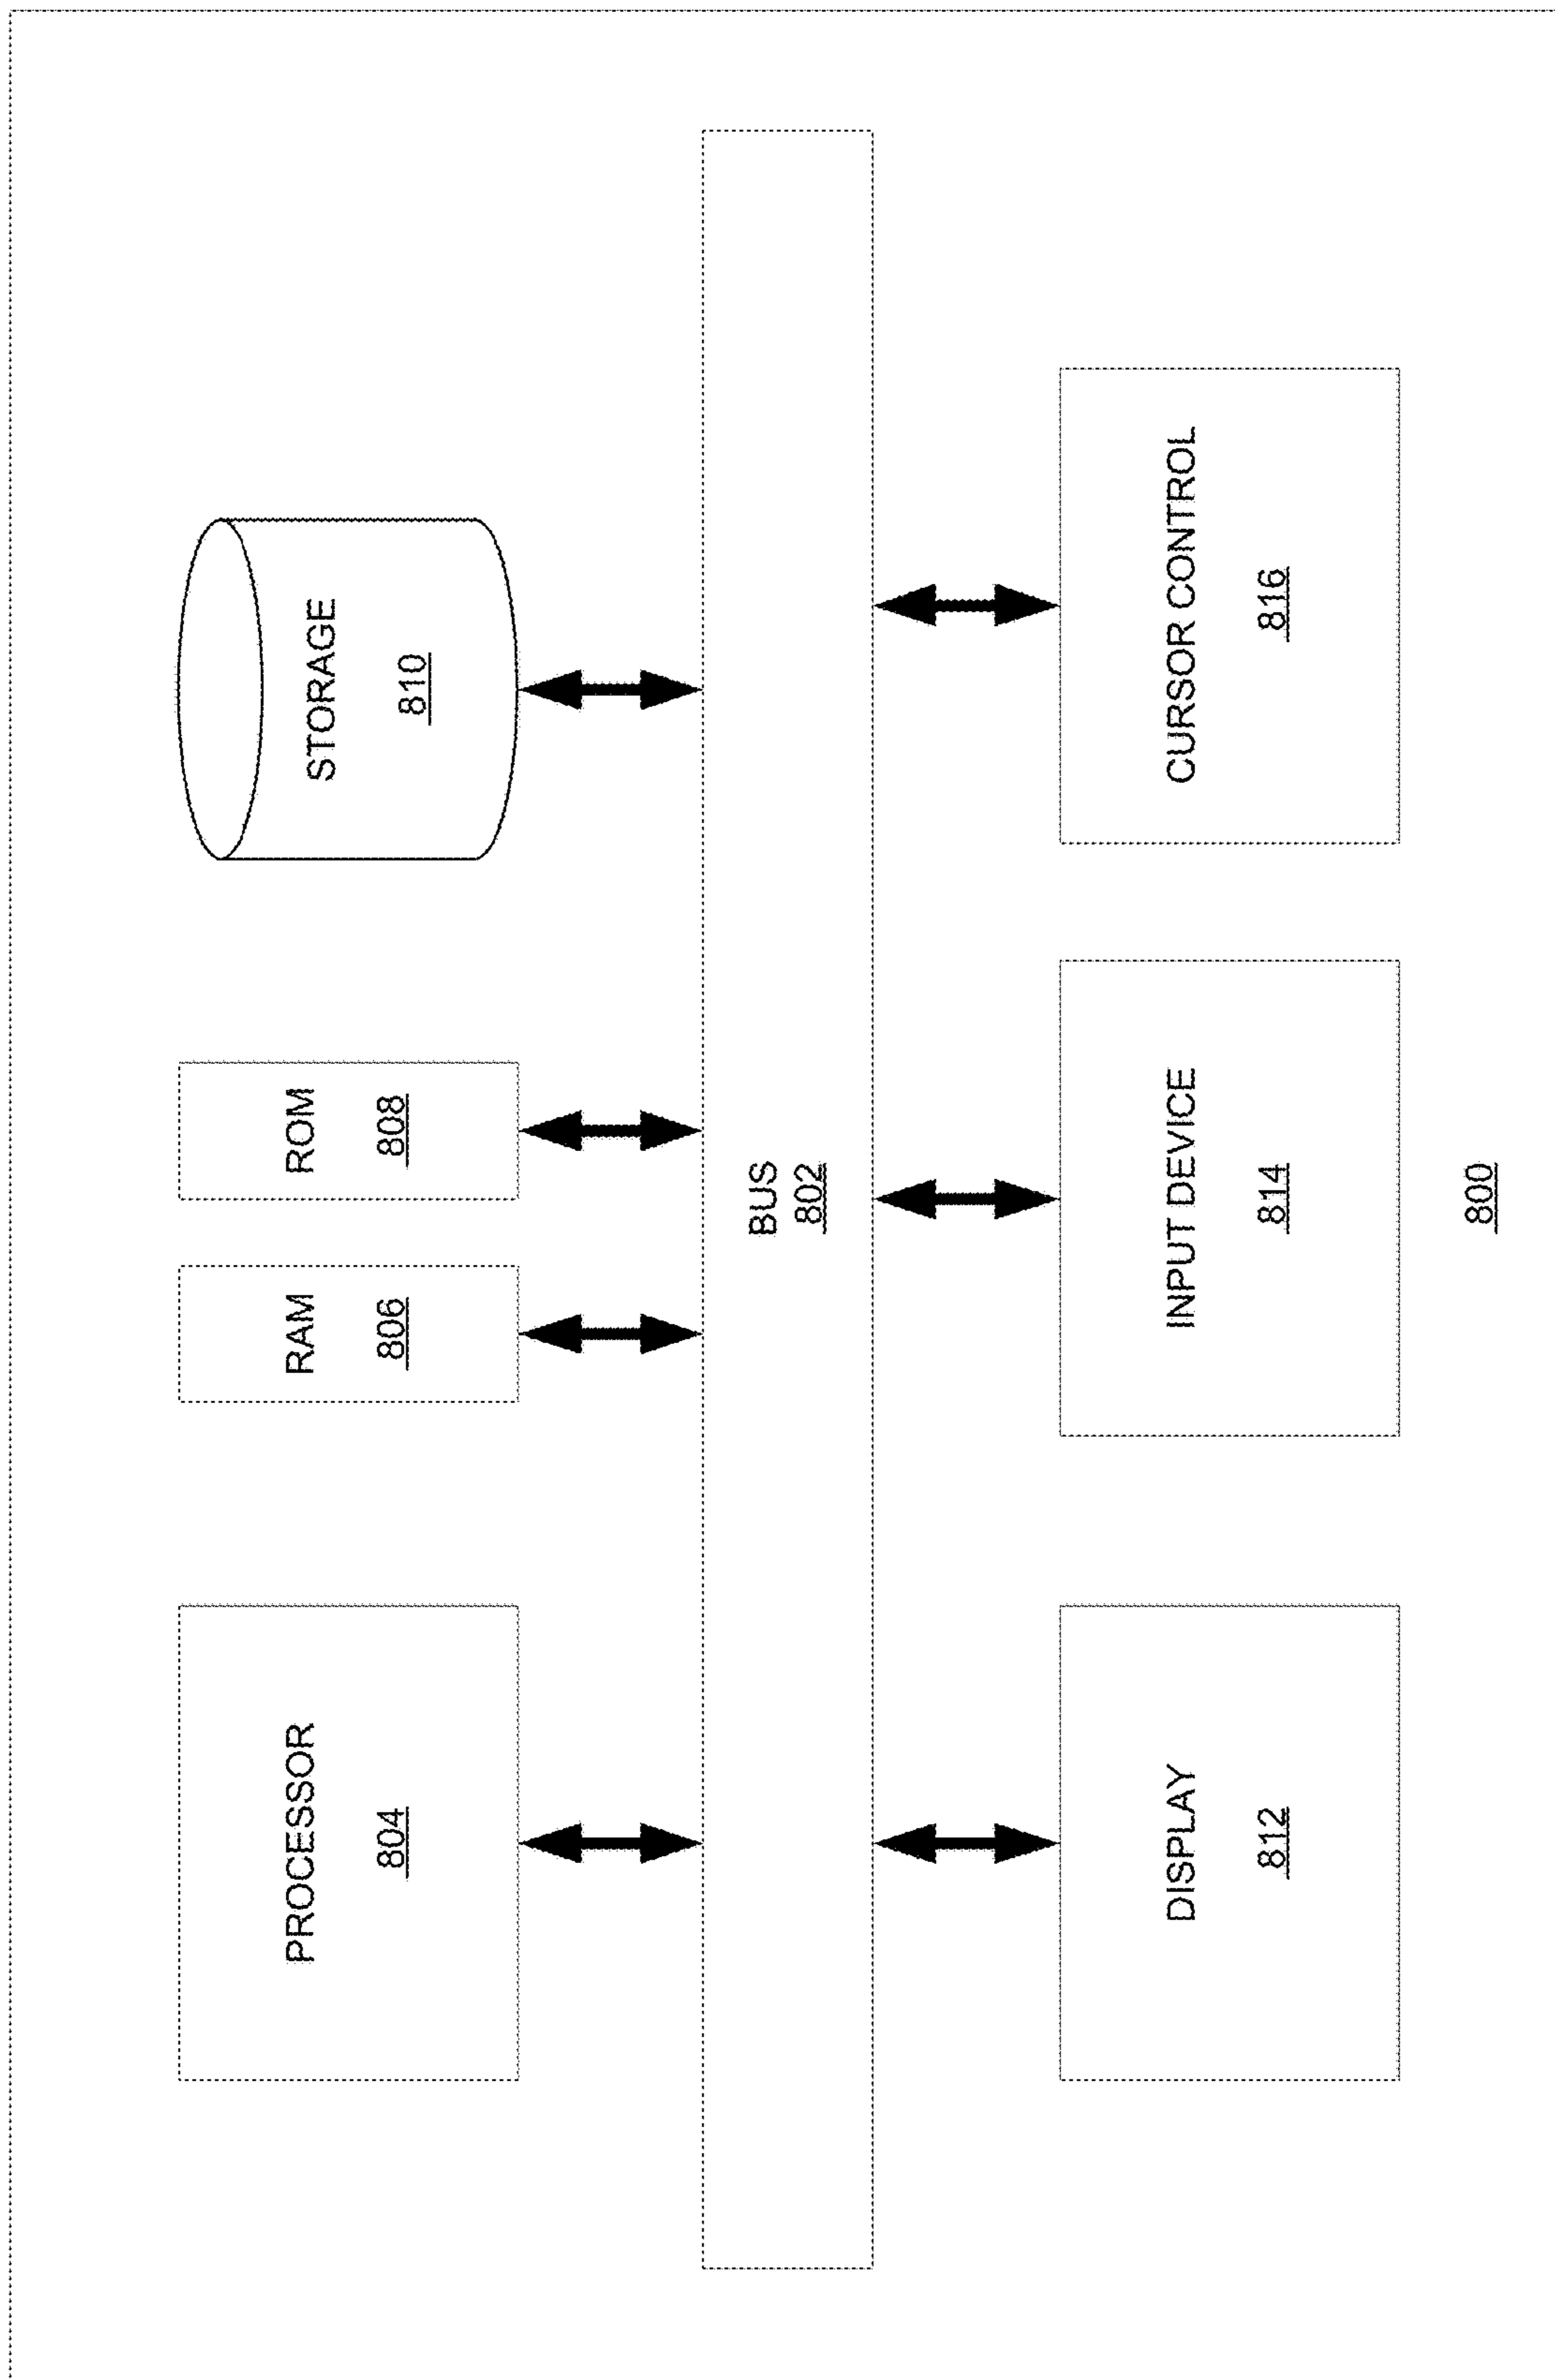 PROCESSOR
804
RAM
806
ROM
808
STORAGE
810
BUS
802
DISPLAY
812
INPUT DEVICE
814
CURSOR CONTROL
816
800